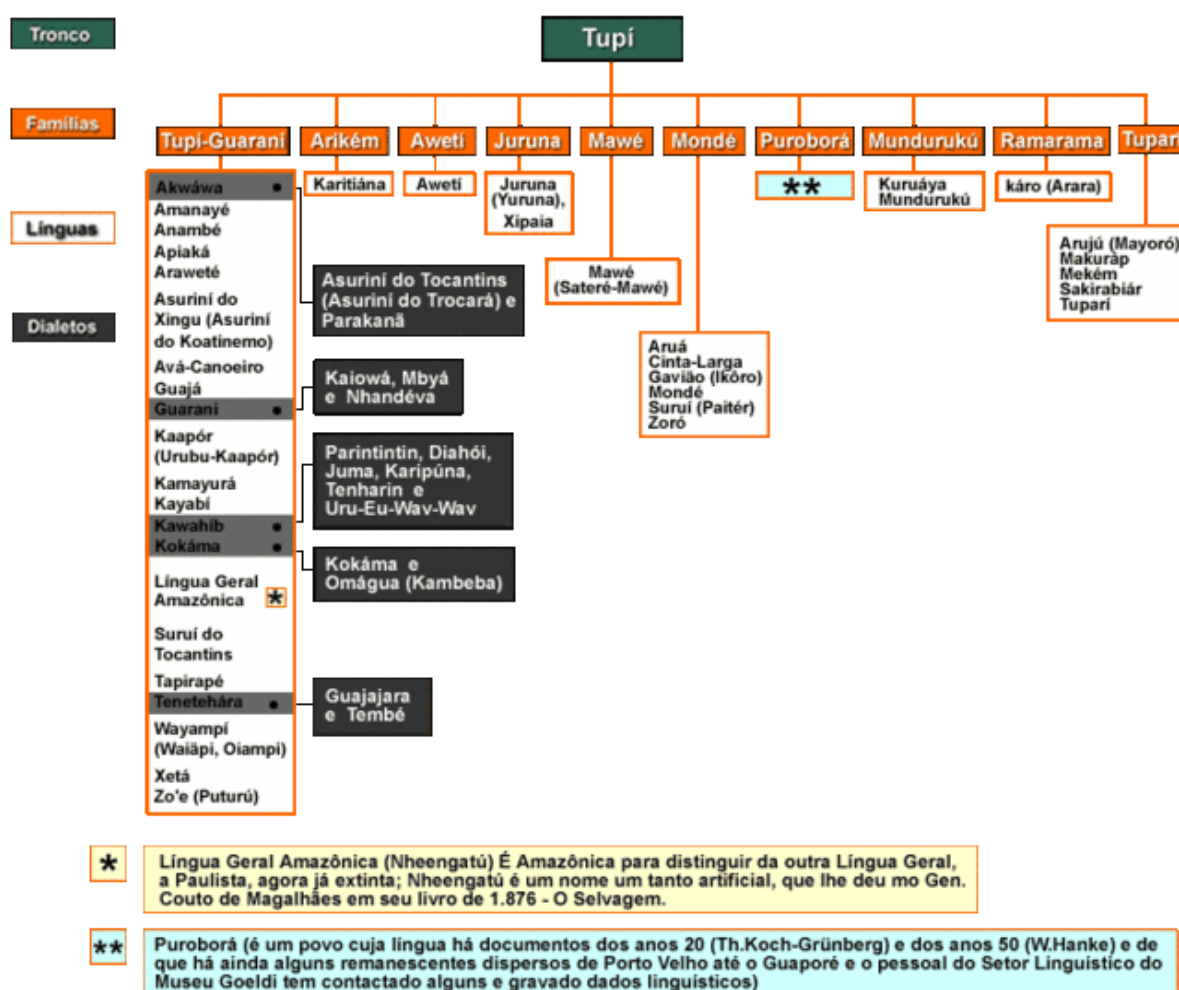 Tronco
Tupí
Famílias
Tupí-Guaraní
Arikém
Awetí
Juruna
Mawé
Mondé
Puroborá
Mundurukú
Ramarama
Tuparí
Línguas
Akwáwa
Amanayé
Anambé
Apiaká
Araweté
Asuriní do
Xingu (Asuriní
do Koatinemo)
Avá-Canoeiro
Guajá
Guarani
Kaapór
(Urubu-Kaapór)
Kamayurá
Kayabí
Kawahib
Kokáma
Língua Geral
Amazônica *
Suruí do
Tocantins
Tapirapé
Tenetehára
Wayampí
(Waiãpi, Oiampi)
Xetá
Zo'e (Puturú)
Karitiána
Awetí
Juruna
(Yuruna),
Xipaia
Mawé
(Sateré-Mawé)
Aruá
Cinta-Larga
Gavião (Ikôro)
Mondé
Suruí (Paitér)
Zoró
**
Kuruáya
Mundurukú
káro (Arara)
Arujú (Mayoró)
Makuráp
Mekém
Sakirabiár
Tuparí
Dialetos
Asuriní do Tocantins
(Asuriní do Trocará) e
Parakanã
Kaiowá, Mbyá
e Nhandéva
Parintintin, Diahói,
Juma, Karipúna,
Tenharin e
Uru-Eu-Wav-Wav
Kokáma e
Omágua (Kambeba)
Guajajara
e Tembé
*
Língua Geral Amazônica (Nheengatú) É Amazônica para distinguir da outra Língua Geral,
a Paulista, agora já extinta; Nheengatú é um nome um tanto artificial, que lhe deu mo Gen.
Couto de Magalhães em seu livro de 1.876 - O Selvagem.
**
Puroborá (é um povo cuja língua há documentos dos anos 20 (Th.Koch-Grünberg) e dos anos 50 (W.Hanke) e de
que há ainda alguns remanescentes dispersos de Porto Velho até o Guaporé e o pessoal do Setor Linguístico do
Museu Goeldi tem contactado alguns e gravado dados linguísticos)